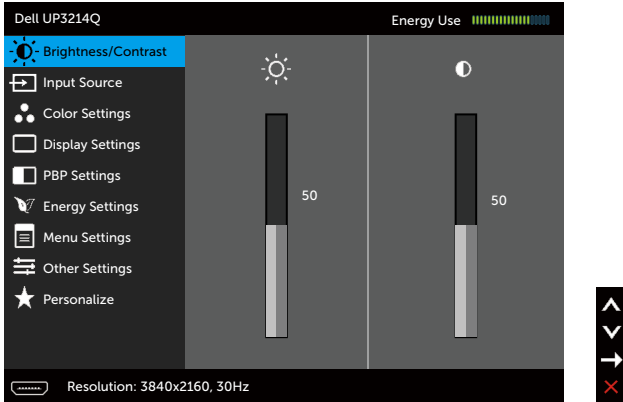 Dell UP3214Q
Energy Use
Brightness/Contrast
Input Source
Color Settings
Display Settings
PBP Settings
Energy Settings
Menu Settings
Other Settings
Personalize
50
50
Resolution: 3840x2160, 30Hz